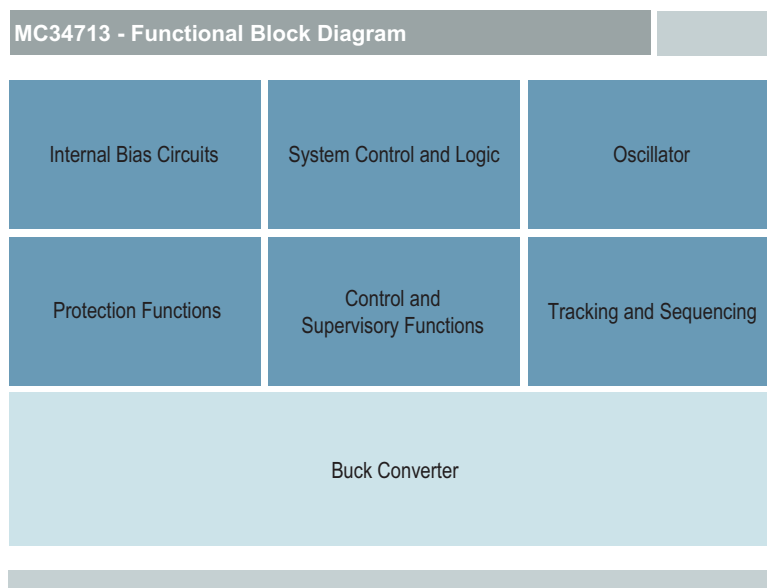 MC34713 - Functional Block Diagram
Internal Bias Circuits
System Control and Logic
Oscillator
Protection Functions
Control and
Supervisory Functions
Tracking and Sequencing
Buck Converter